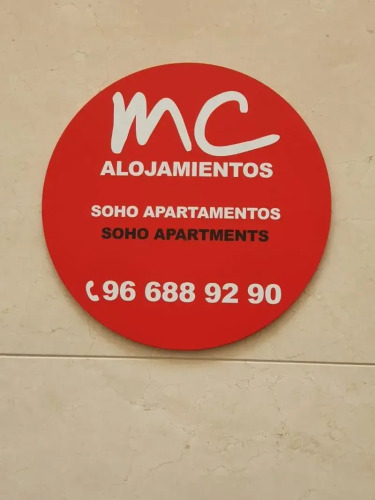 MC
ALOJAMIENTOS
SOHO APARTAMENTOS
SOHO APARTMENTS
96 688 92 90